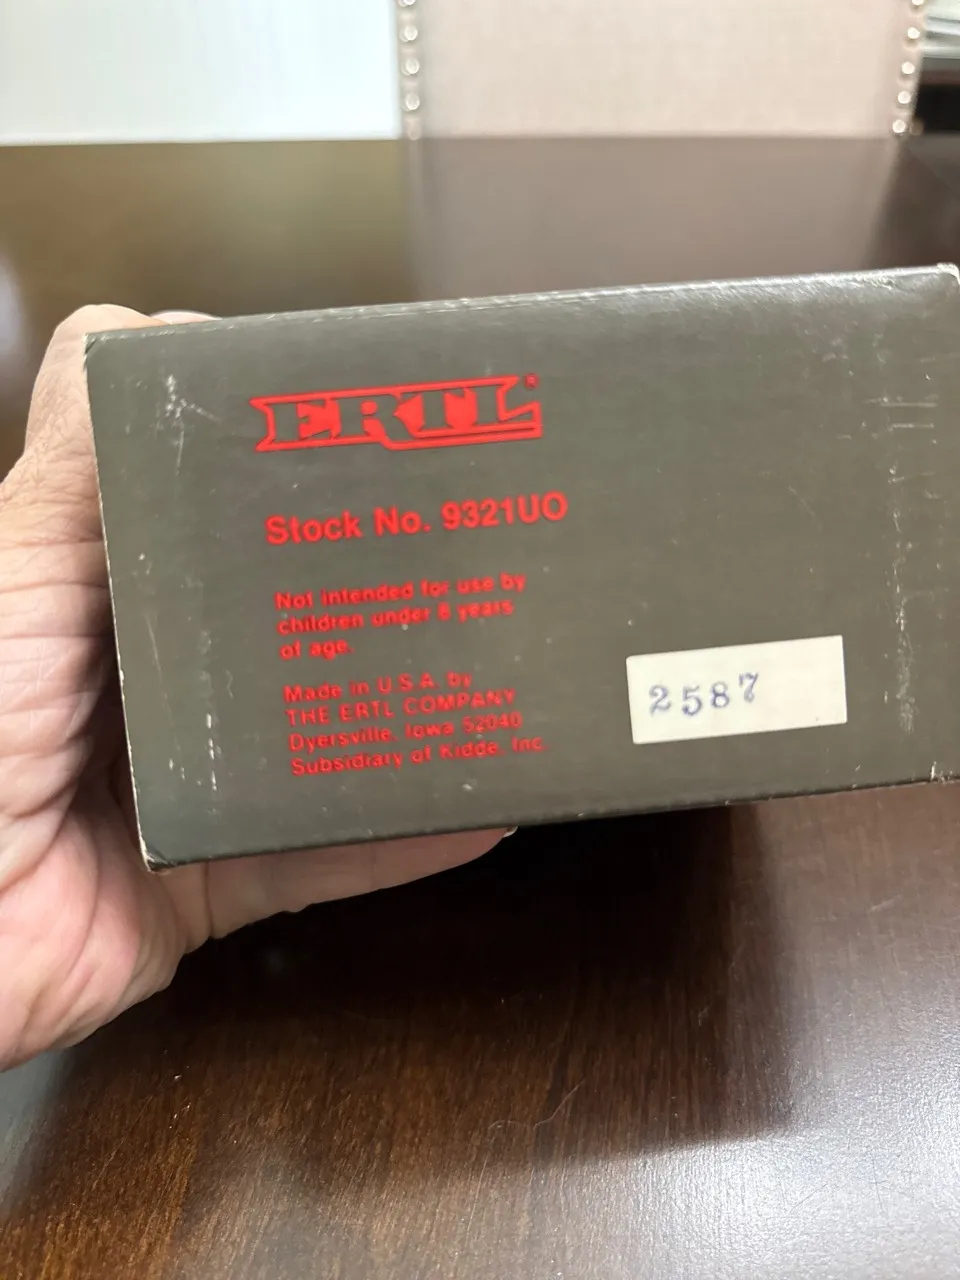 ERTL®
Stock No. 9321UO
Not intended for use by
children under 8 years
of age.
Made in U.S.A. by
THE ERTL COMPANY
Dyersville, Iowa 52040
Subsidiary of Kidde, Inc.
2587